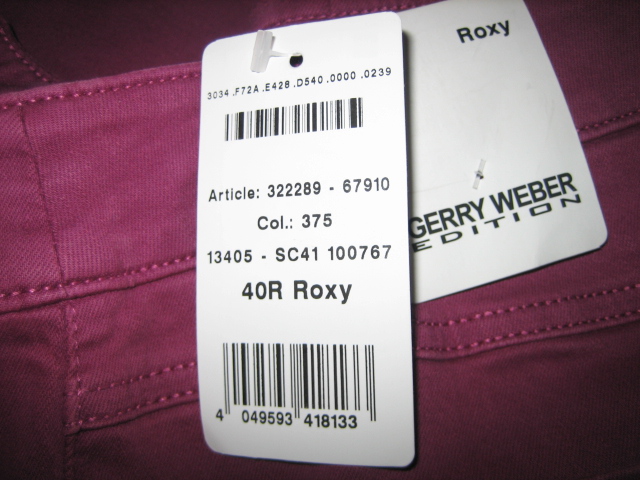 3034.F72A.E428.D540.0000.0239
Article: 322289 - 67910
Col.: 375
13405 - SC41 100767
40R Roxy
4 049593 418133
Roxy
GERRY WEBER
EDITION